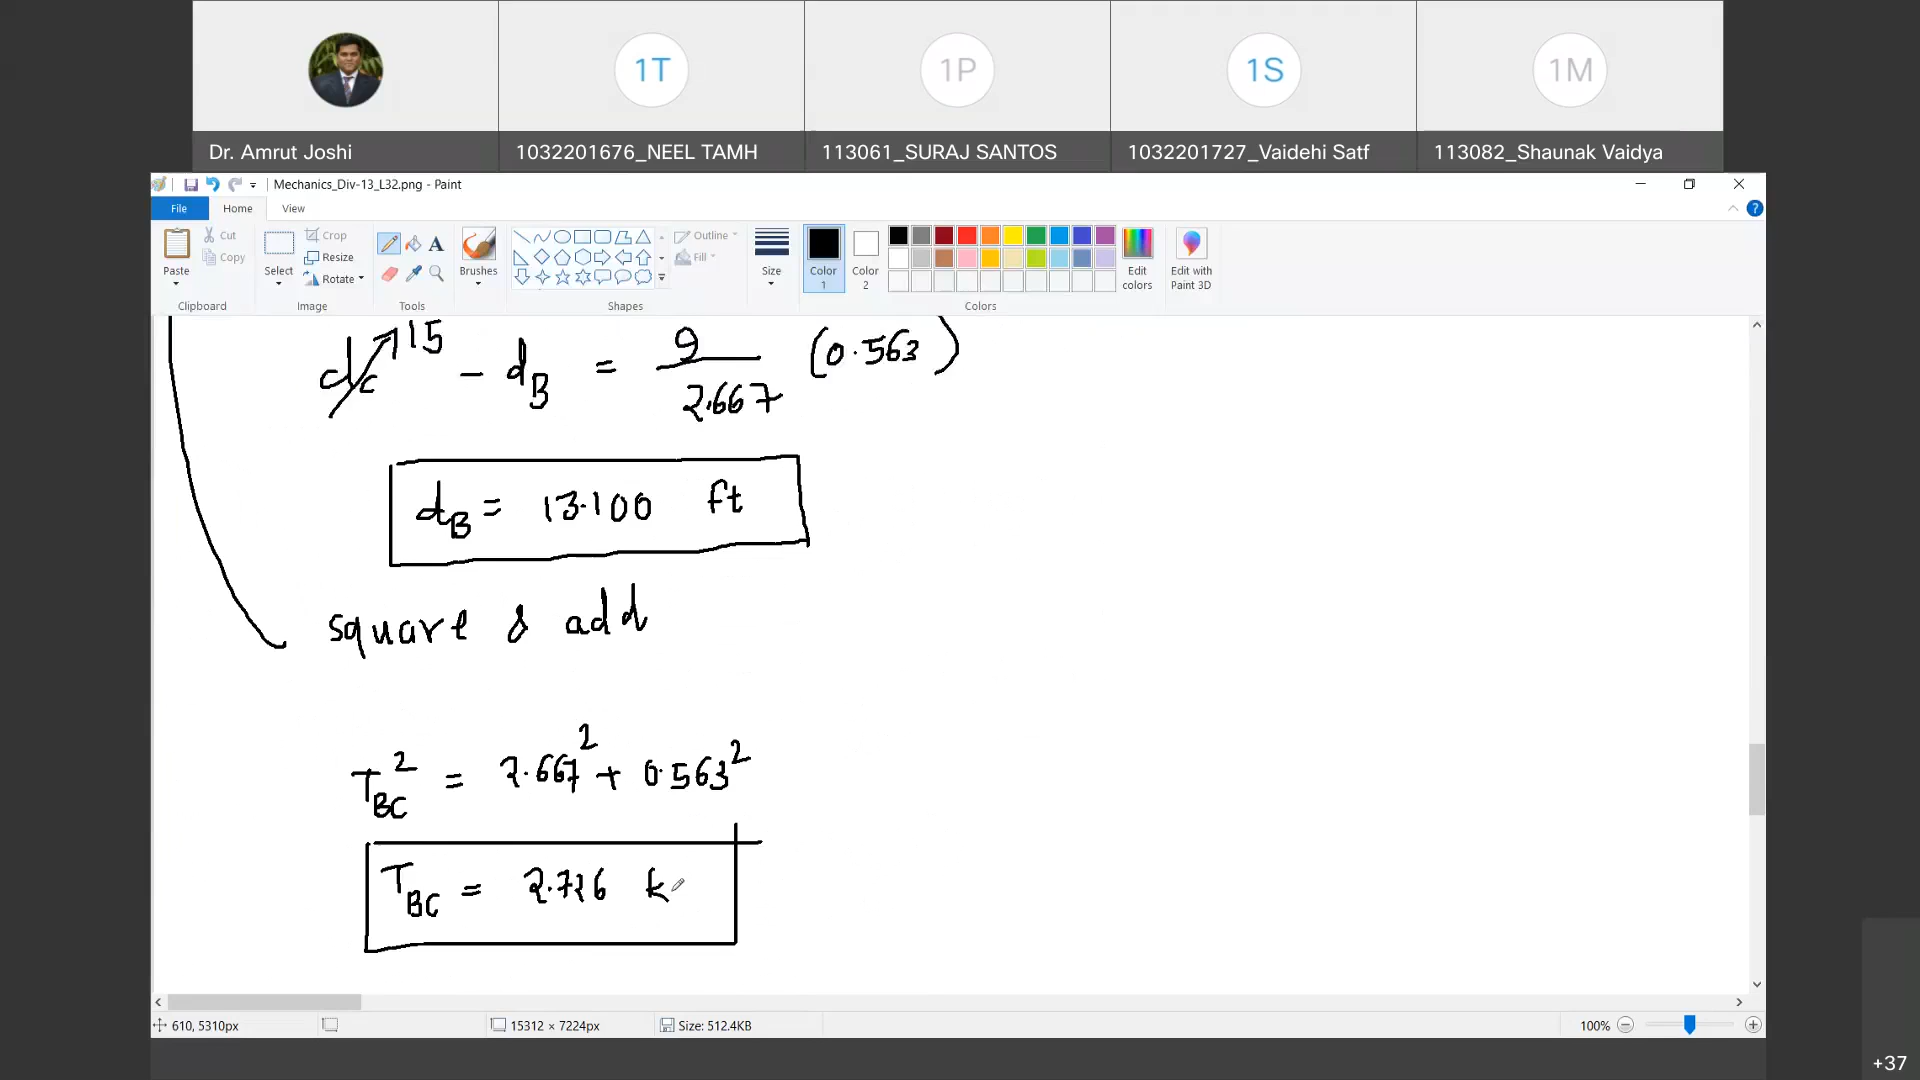 1T
1P
1S
1M
Dr. Amrut Joshi
1032201676_NEEL TAMH
113061_SURAJ SANTOS
1032201727_Vaidehi Satf
113082_Shaunak Vaidya
Mechanics_Div-13_L32.png - Paint
File Home View
Paste
Cut
Copy
Clipboard
Select
Crop
Resize
Rotate
Image
A
Tools
Brushes
Outline
Fill
Shapes
Size
Color 1
Color 2
Edit colors
Colors
Edit with Paint 3D
?
dc 15 - dB = 9/2.667 (0.563)
dB = 13.100 ft
square & add
TBC² = 2.667² + 0.563²
TBC = 2.726 k
610, 5310px
15312 × 7224px
Size: 512.4KB
100%
+37